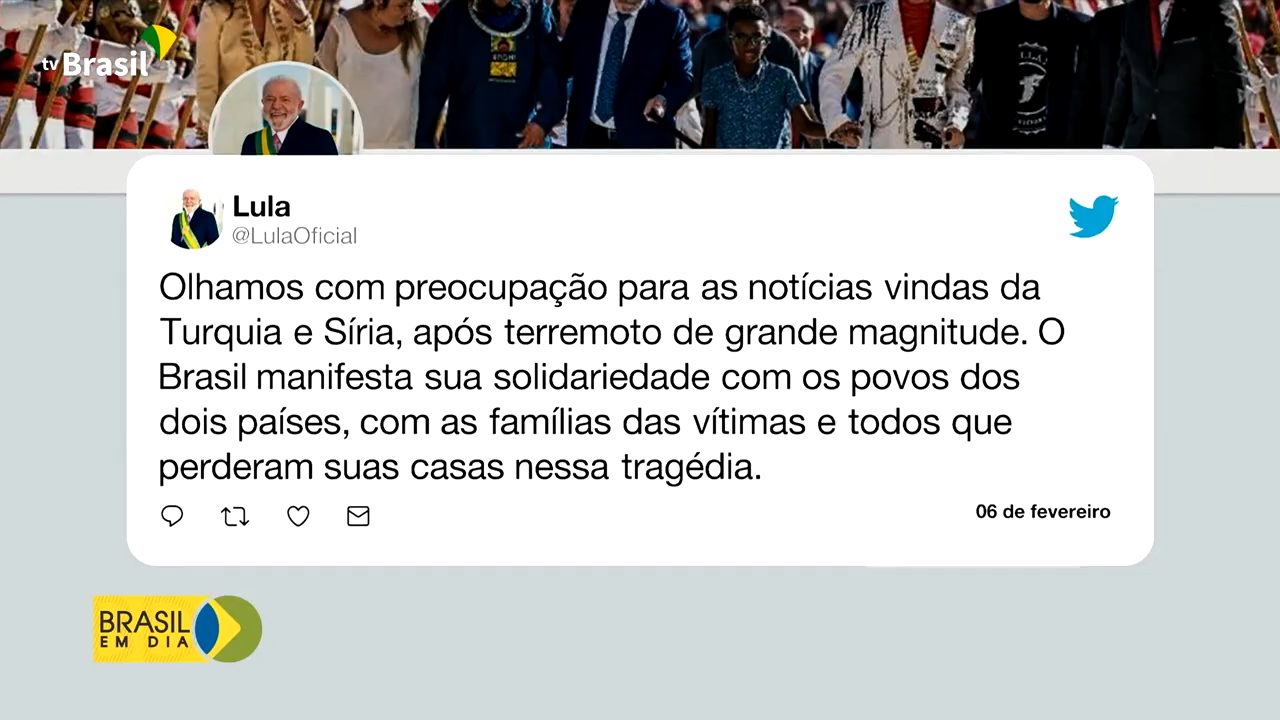 tv Brasil
Lula
@LulaOficial
Olhamos com preocupação para as notícias vindas da
Turquia e Síria, após terremoto de grande magnitude. O
Brasil manifesta sua solidariedade com os povos dos
dois países, com as famílias das vítimas e todos que
perderam suas casas nessa tragédia.
06 de fevereiro
BRASIL
EM DIA